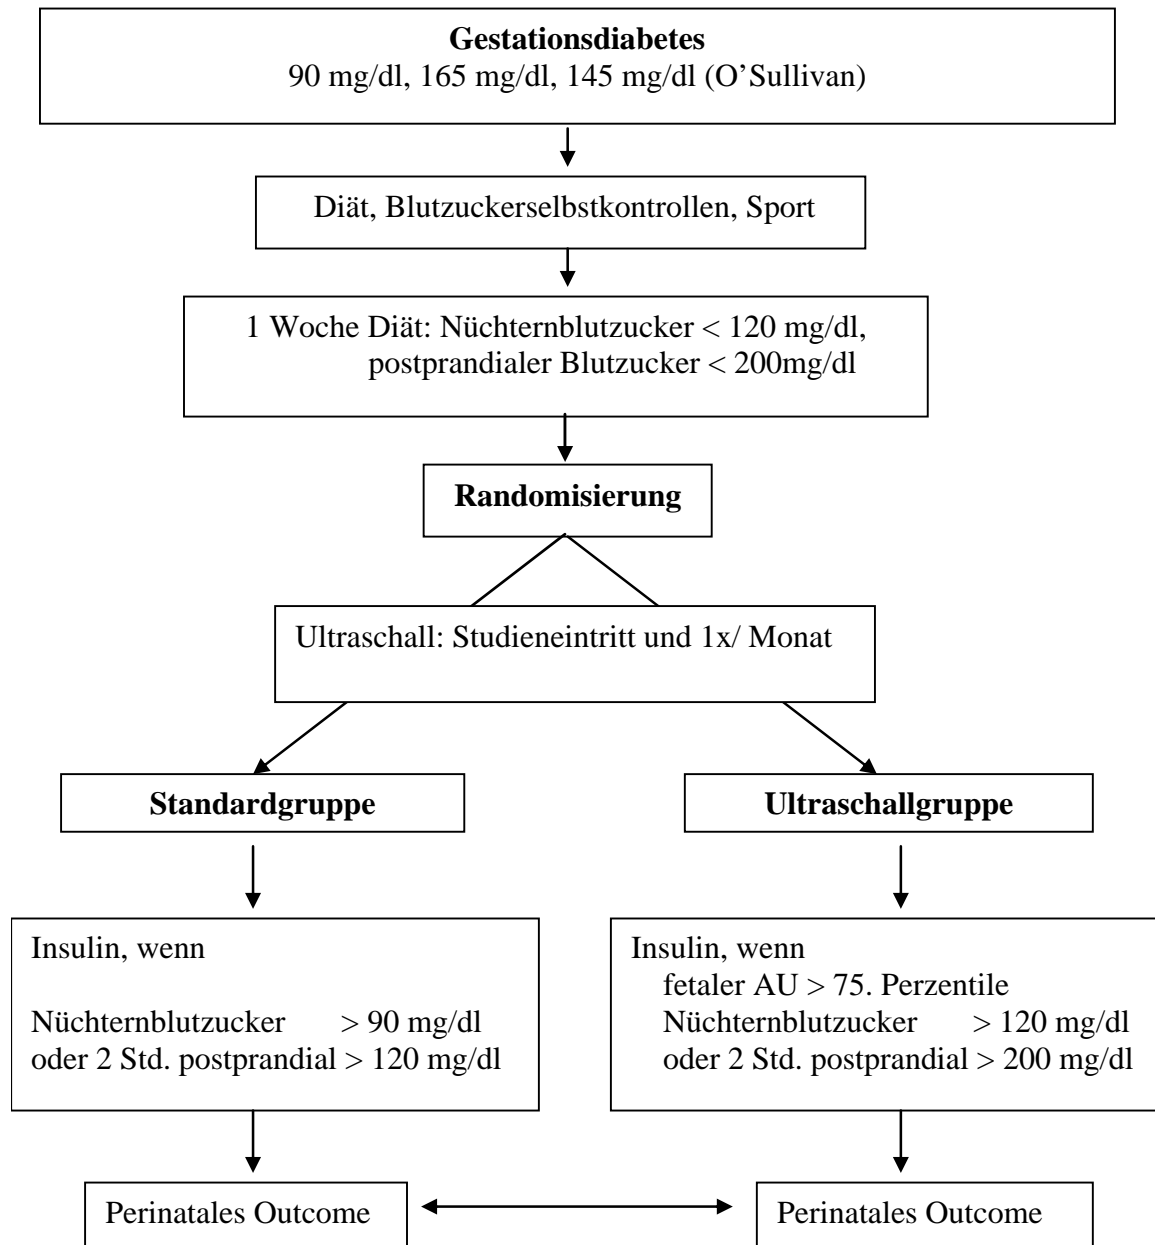 Gestationsdiabetes
90 mg/dl, 165 mg/dl, 145 mg/dl (O’Sullivan)
Diät, Blutzuckerselbstkontrollen, Sport
1 Woche Diät: Nüchternblutzucker < 120 mg/dl,
postprandialer Blutzucker < 200mg/dl
Randomisierung
Ultraschall: Studieneintritt und 1x/ Monat
Standardgruppe
Insulin, wenn
Nüchternblutzucker > 90 mg/dl
oder 2 Std. postprandial > 120 mg/dl
Perinatales Outcome
Ultraschallgruppe
Insulin, wenn
fetaler AU > 75. Perzentile
Nüchternblutzucker > 120 mg/dl
oder 2 Std. postprandial > 200 mg/dl
Perinatales Outcome